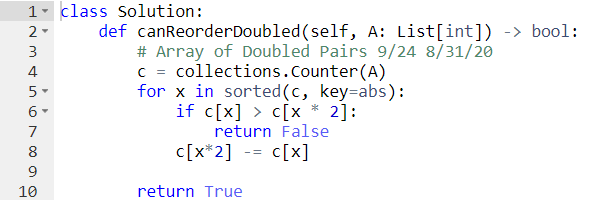 1 class Solution:
2 def canReorderDoubled(self, A: List[int]) -> bool:
3 # Array of Doubled Pairs 9/24 8/31/20
4 c = collections.Counter(A)
5 for x in sorted(c, key=abs):
6 if c[x] > c[x * 2]:
7 return False
8 c[x*2] -= c[x]
9
10 return True